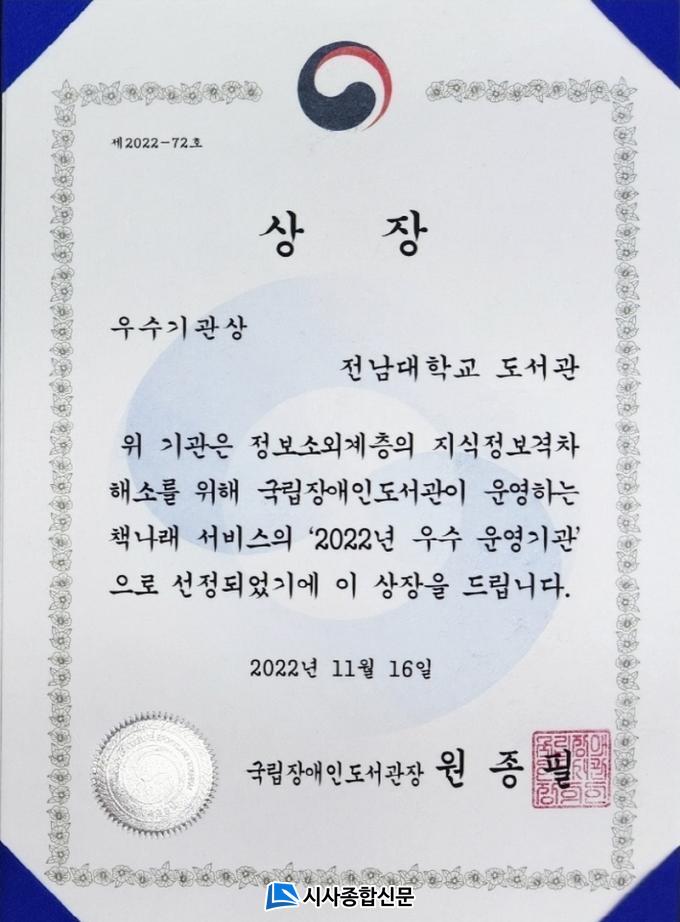 제2022-72호
상 장
우수기관상
전남대학교 도서관
위 기관은 정보소외계층의 지식정보격차
해소를 위해 국립장애인도서관이 운영하는
책나래 서비스의 '2022년 우수 운영기관'
으로 선정되었기에 이 상장을 드립니다.
2022년 11월 16일
국립장애인도서관장 원 종 필
시사종합신문